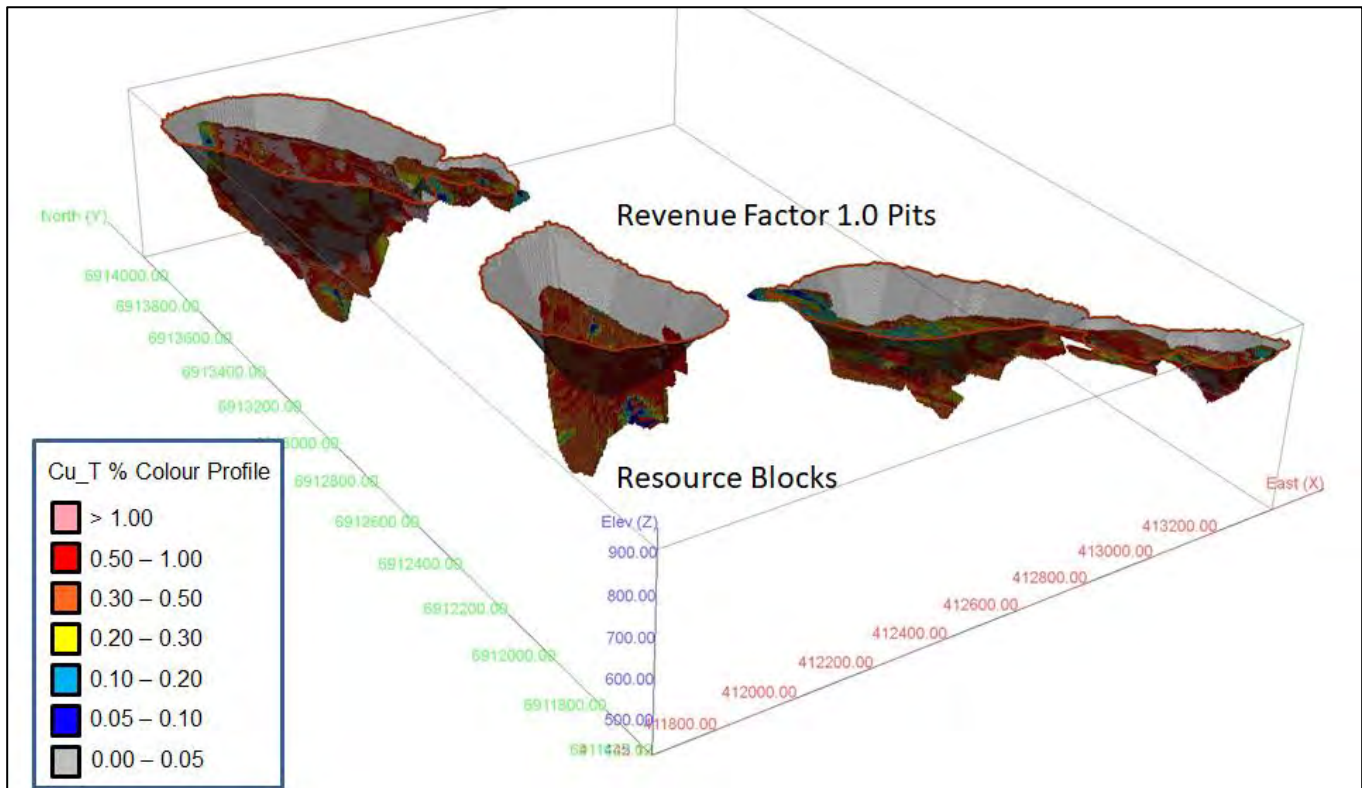 Revenue Factor 1.0 Pits
North (Y)
6914000.00
6913800.00
6913600.00
6913400.00
6913200.00
6912800.00
6912600.00
6912400.00
6912200.00
6912000.00
6911800.00
Resource Blocks
Elev (Z)
900.00
800.00
700.00
600.00
500.00
East (X)
413200.00
413000.00
412800.00
412600.00
412400.00
412200.00
412000.00
411800.00
Cu_T % Colour Profile
> 1.00
0.50 – 1.00
0.30 – 0.50
0.20 – 0.30
0.10 – 0.20
0.05 – 0.10
0.00 – 0.05